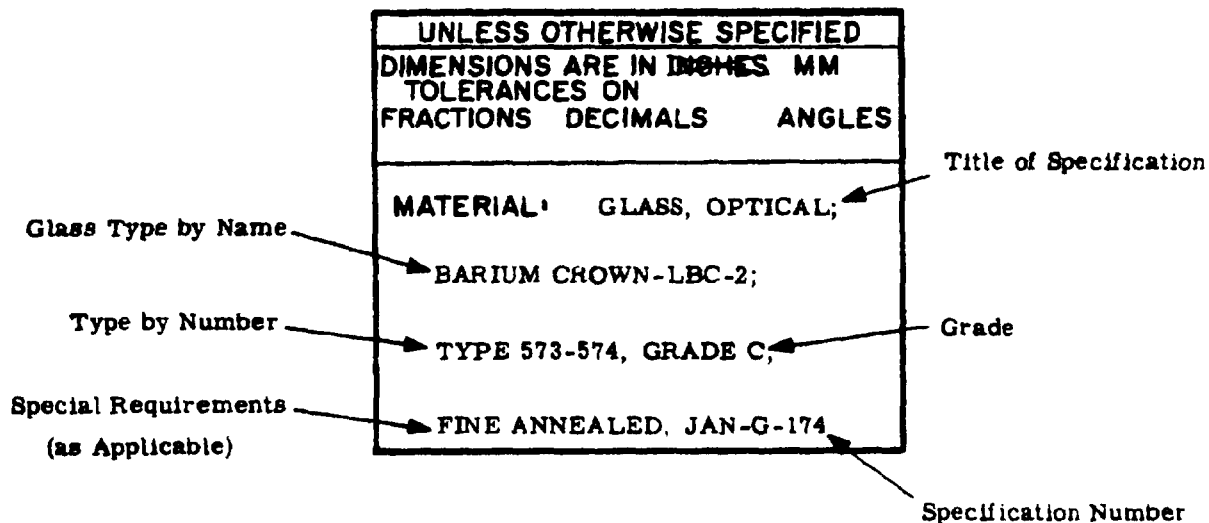 UNLESS OTHERWISE SPECIFIED
DIMENSIONS ARE IN INCHES MM
TOLERANCES ON
FRACTIONS DECIMALS ANGLES
Title of Specification
MATERIAL: GLASS, OPTICAL;
Glass Type by Name
BARIUM CROWN-LBC-2;
Type by Number
TYPE 573-574, GRADE C;
Grade
Special Requirements
(as Applicable)
FINE ANNEALED, JAN-G-174
Specification Number